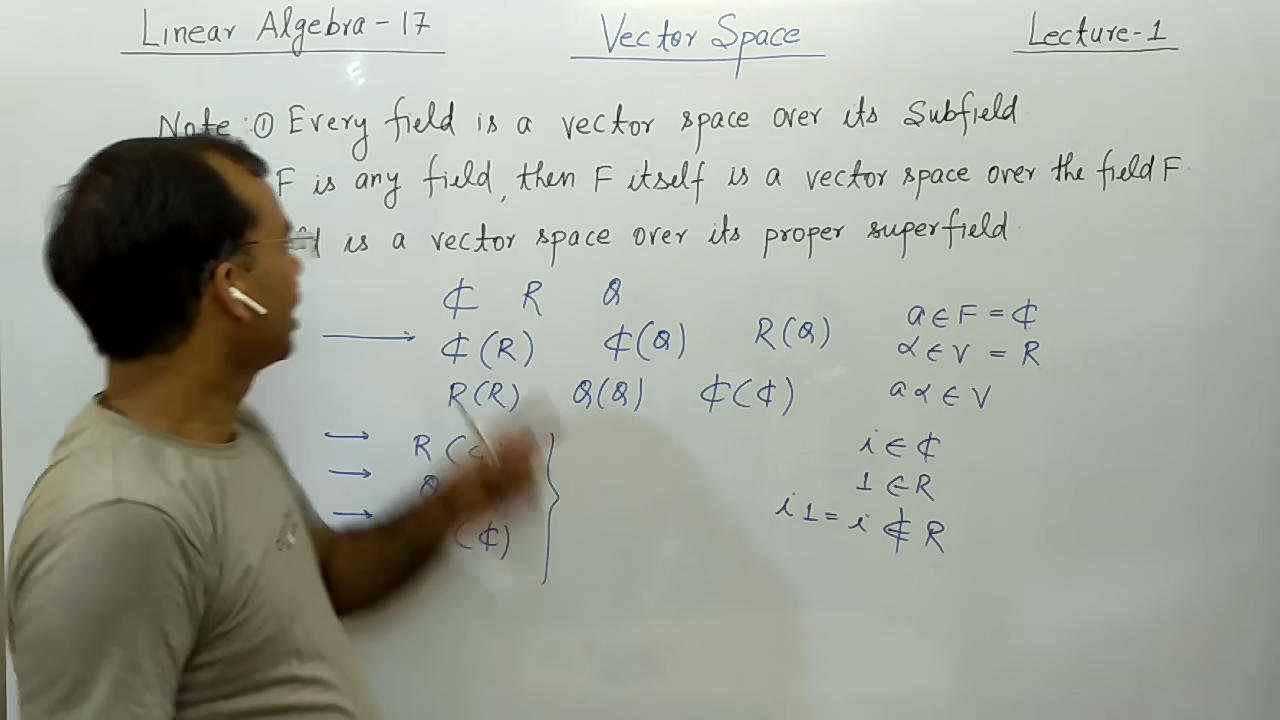 Linear Algebra - 17
Vector Space
Lecture - 1
Note : ① Every field is a vector space over its Subfield
F is any field, then F itself is a vector space over the field F.
is a vector space over its proper superfield
₵ R Q
⟶ ₵(R) ₵(Q) R(Q)
R(R) Q(Q) ₵(₵)
→ R(
→ Q
→ (₵)
a ∈ F = ₵
α ∈ V = R
aα ∈ V
i ∈ ₵
1 ∈ R
i1 = i ∉ R